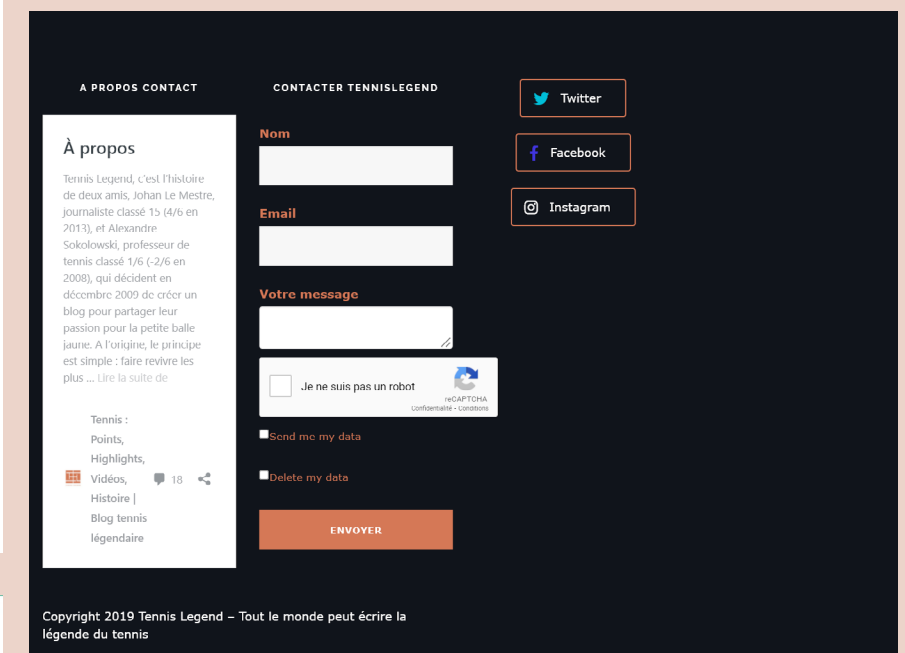 A PROPOS CONTACT
À propos
Tennis Legend, c'est l'histoire
de deux amis, Johan Le Mestre,
journaliste classé 15 (4/6 en
2013), et Alexandre
Sokolowski, professeur de
tennis classé 1/6 (-2/6 en
2008), qui décident en
décembre 2009 de créer un
blog pour partager leur
passion pour la petite balle
jaune. A l'origine, le principe
est simple : faire revivre les
plus ... Lire la suite de
Tennis :
Points,
Highlights,
Vidéos,
Histoire |
Blog tennis
légendaire
18
CONTACTER TENNISLEGEND
Nom
Email
Votre message
Je ne suis pas un robot
reCAPTCHA
Confidentialité - Conditions
Send me my data
Delete my data
ENVOYER
Twitter
Facebook
Instagram
Copyright 2019 Tennis Legend – Tout le monde peut écrire la
légende du tennis